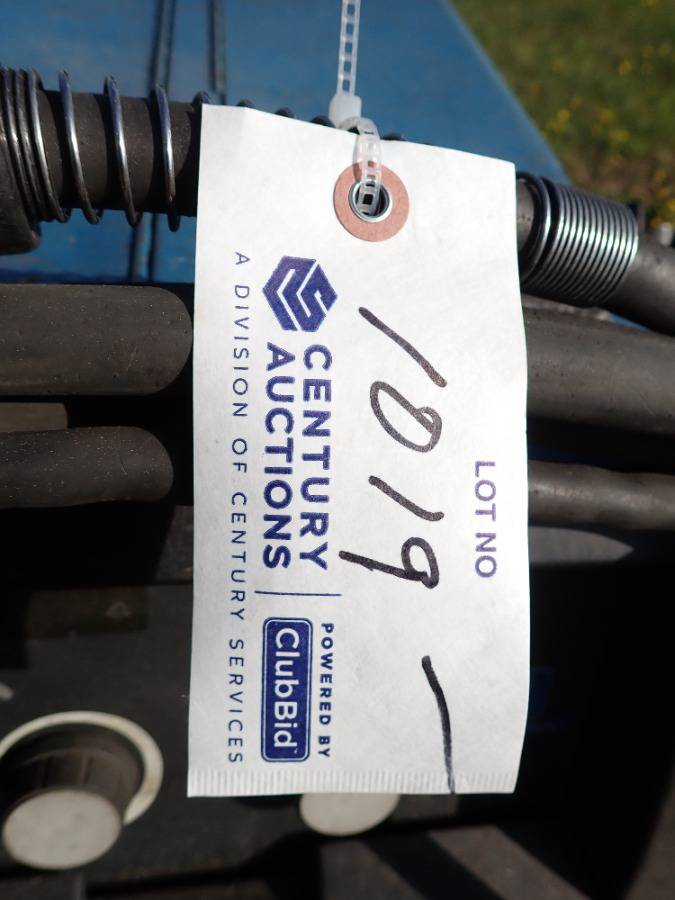 LOT NO
1019 -
CENTURY
AUCTIONS
POWERED BY
ClubBid
A DIVISION OF CENTURY SERVICES